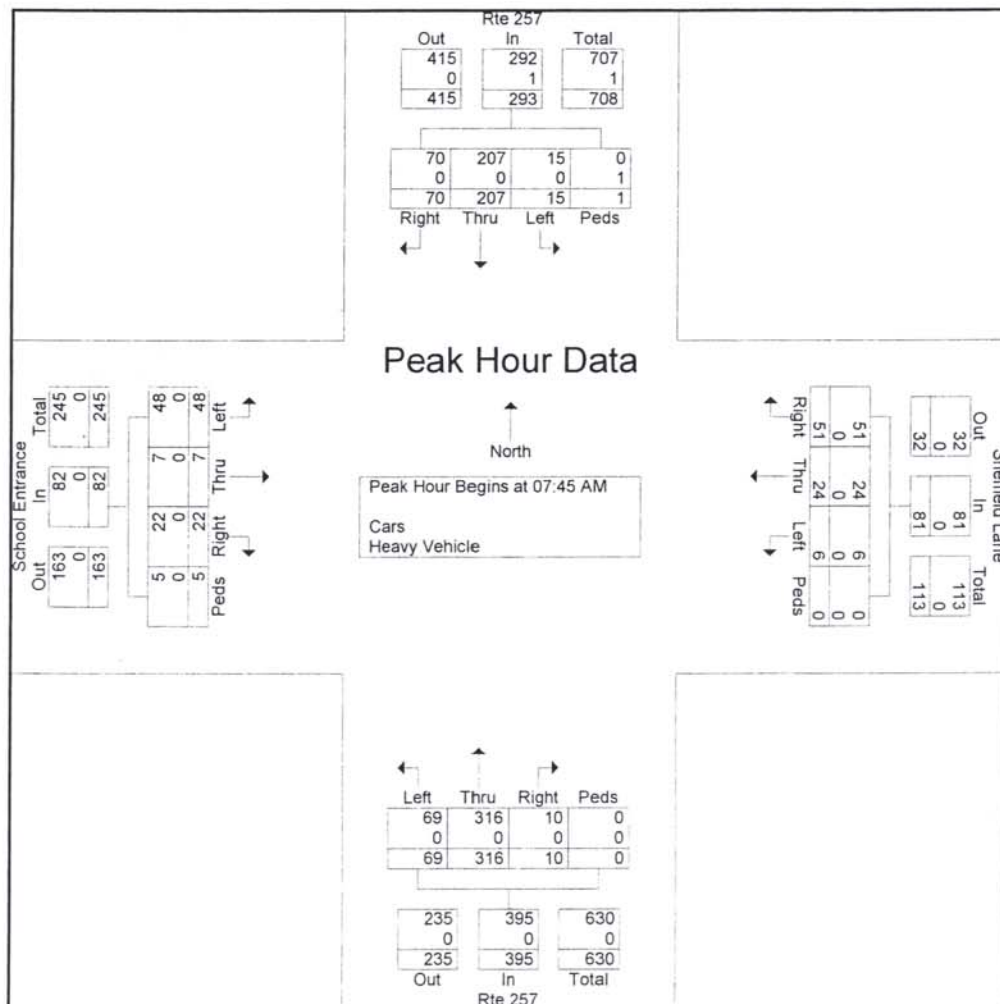 Rte 257
Out In Total
415 292 707
0 1 1
415 293 708
70 207 15 0
0 0 0 1
70 207 15 1
Right Thru Left Peds
Peak Hour Data
North
Peak Hour Begins at 07:45 AM
Cars
Heavy Vehicle
School Entrance
Out In Total
163 82 245
0 0 0
163 82 245
Peds Right Thru Left
5 22 7 48
0 0 0 0
5 22 7 48
Right Thru Left Peds
51 24 6 0
0 0 0 0
51 24 6 0
Out In Total
32 81 113
0 0 0
32 81 113
Lane
Left Thru Right Peds
69 316 10 0
0 0 0 0
69 316 10 0
235 395 630
0 0 0
235 395 630
Out In Total
Rte 257